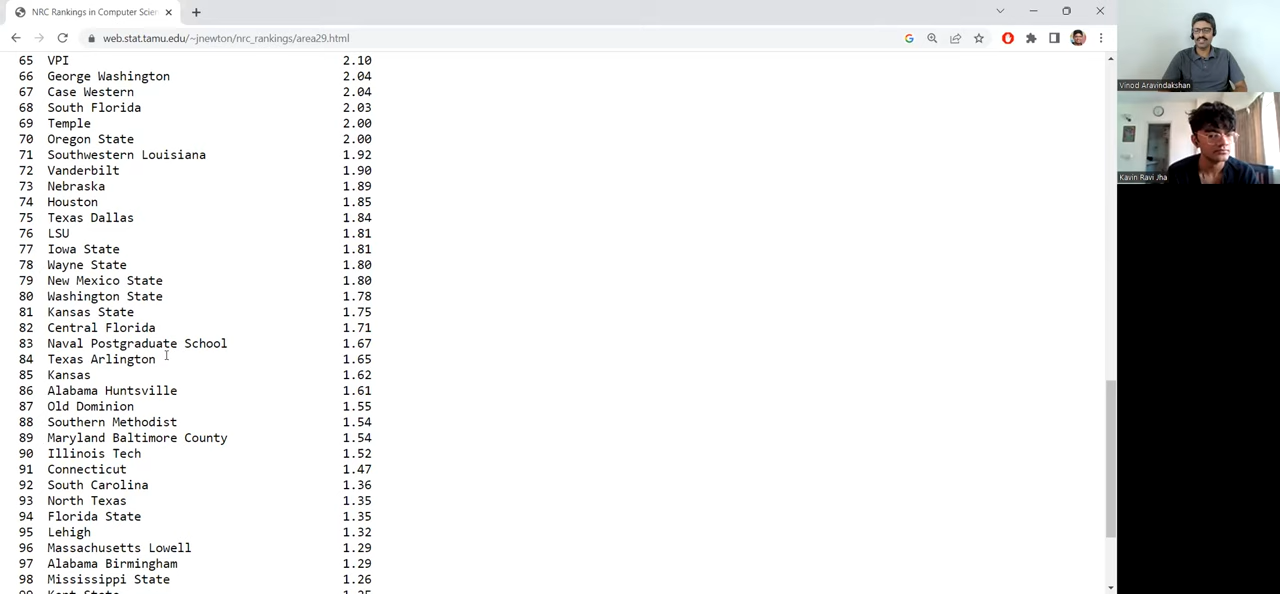 NRC Rankings in Computer Scien
web.stat.tamu.edu/~jnewton/nrc_rankings/area29.html
65 VPI 2.10
66 George Washington 2.04
67 Case Western 2.04
68 South Florida 2.03
69 Temple 2.00
70 Oregon State 2.00
71 Southwestern Louisiana 1.92
72 Vanderbilt 1.90
73 Nebraska 1.89
74 Houston 1.85
75 Texas Dallas 1.84
76 LSU 1.81
77 Iowa State 1.81
78 Wayne State 1.80
79 New Mexico State 1.80
80 Washington State 1.78
81 Kansas State 1.75
82 Central Florida 1.71
83 Naval Postgraduate School 1.67
84 Texas Arlington 1.65
85 Kansas 1.62
86 Alabama Huntsville 1.61
87 Old Dominion 1.55
88 Southern Methodist 1.54
89 Maryland Baltimore County 1.54
90 Illinois Tech 1.52
91 Connecticut 1.47
92 South Carolina 1.36
93 North Texas 1.35
94 Florida State 1.35
95 Lehigh 1.32
96 Massachusetts Lowell 1.29
97 Alabama Birmingham 1.29
98 Mississippi State 1.26
Vinod Aravindakshan
Kavin Ravi Jha